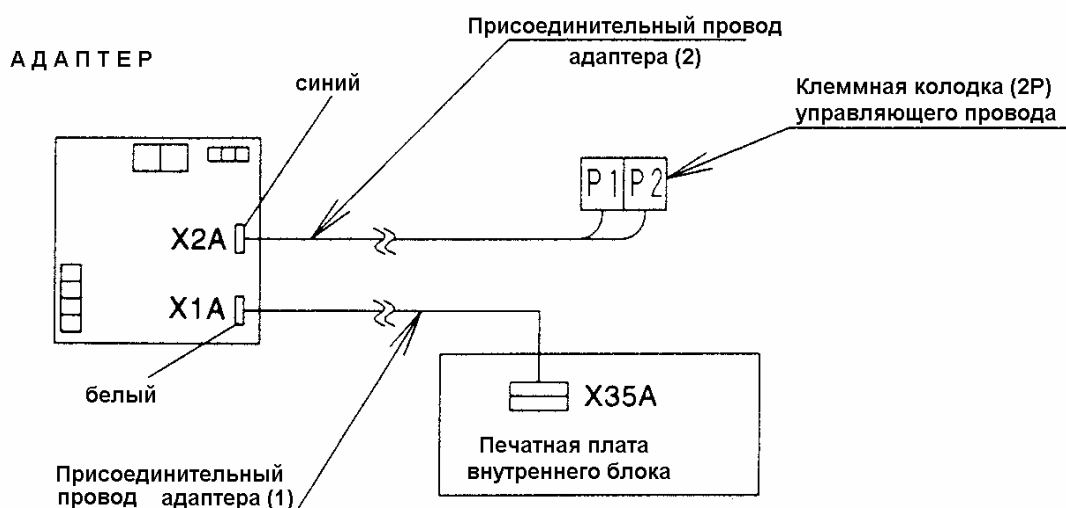 Присоединительный провод
адаптера (2)
АДАПТЕР
синий
Клеммная колодка (2P)
управляющего провода
P1 P2
X2A
X1A
белый
X35A
Печатная плата
внутреннего блока
Присоединительный
провод адаптера (1)